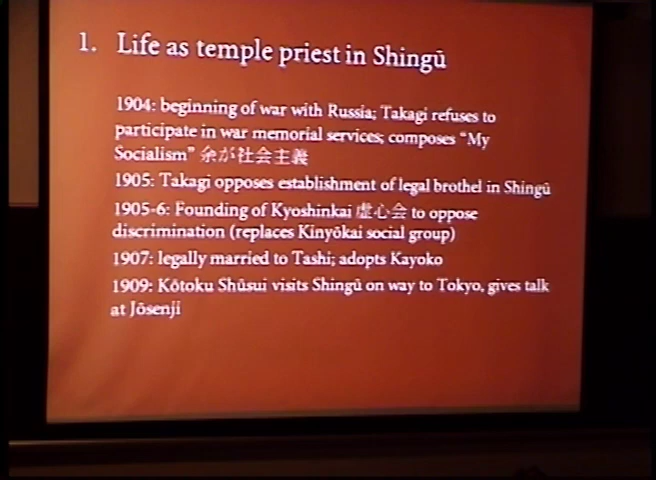 1. Life as temple priest in Shingū
1904: beginning of war with Russia; Takagi refuses to
participate in war memorial services; composes “My
Socialism” 余が社会主義
1905: Takagi opposes establishment of legal brothel in Shingū
1905-6: Founding of Kyoshinkai 虚心会 to oppose
discrimination (replaces Kinyōkai social group)
1907: legally married to Tashi; adopts Kayoko
1909: Kōtoku Shūsui visits Shingū on way to Tokyo, gives talk
at Jōsenji